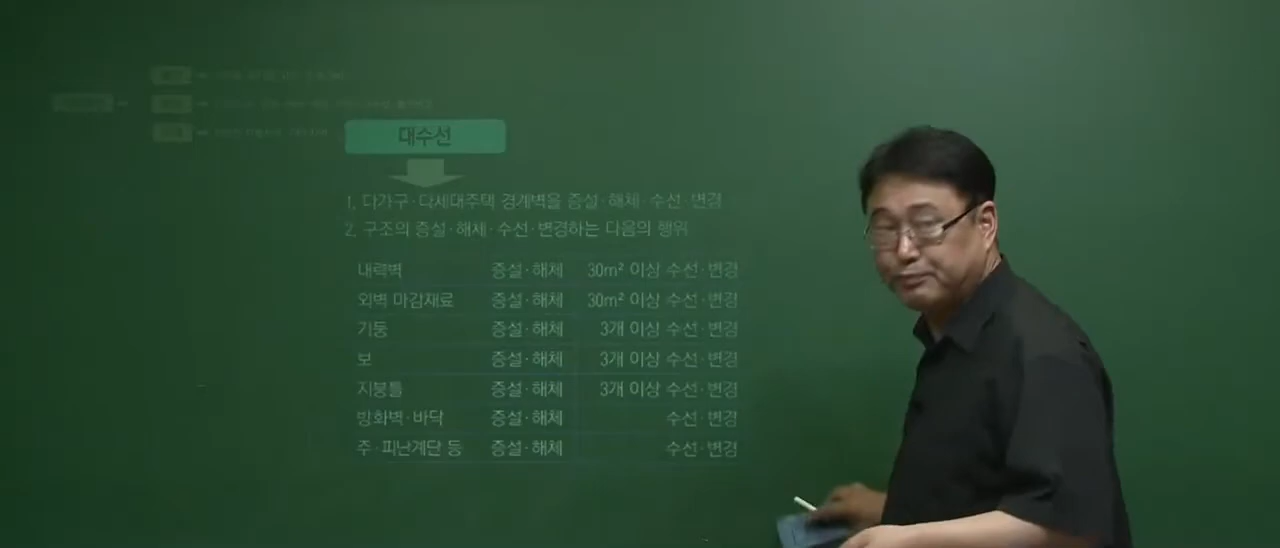 대수선
1. 다가구·다세대주택 경계벽을 증설·해체·수선·변경
2. 구조의 증설·해체·수선·변경하는 다음의 행위
내력벽 증설·해체 30m² 이상 수선·변경
외벽 마감재료 증설·해체 30m² 이상 수선·변경
기둥 증설·해체 3개 이상 수선·변경
보 증설·해체 3개 이상 수선·변경
지붕틀 증설·해체 3개 이상 수선·변경
방화벽·바닥 증설·해체 수선·변경
주·피난계단 등 증설·해체 수선·변경